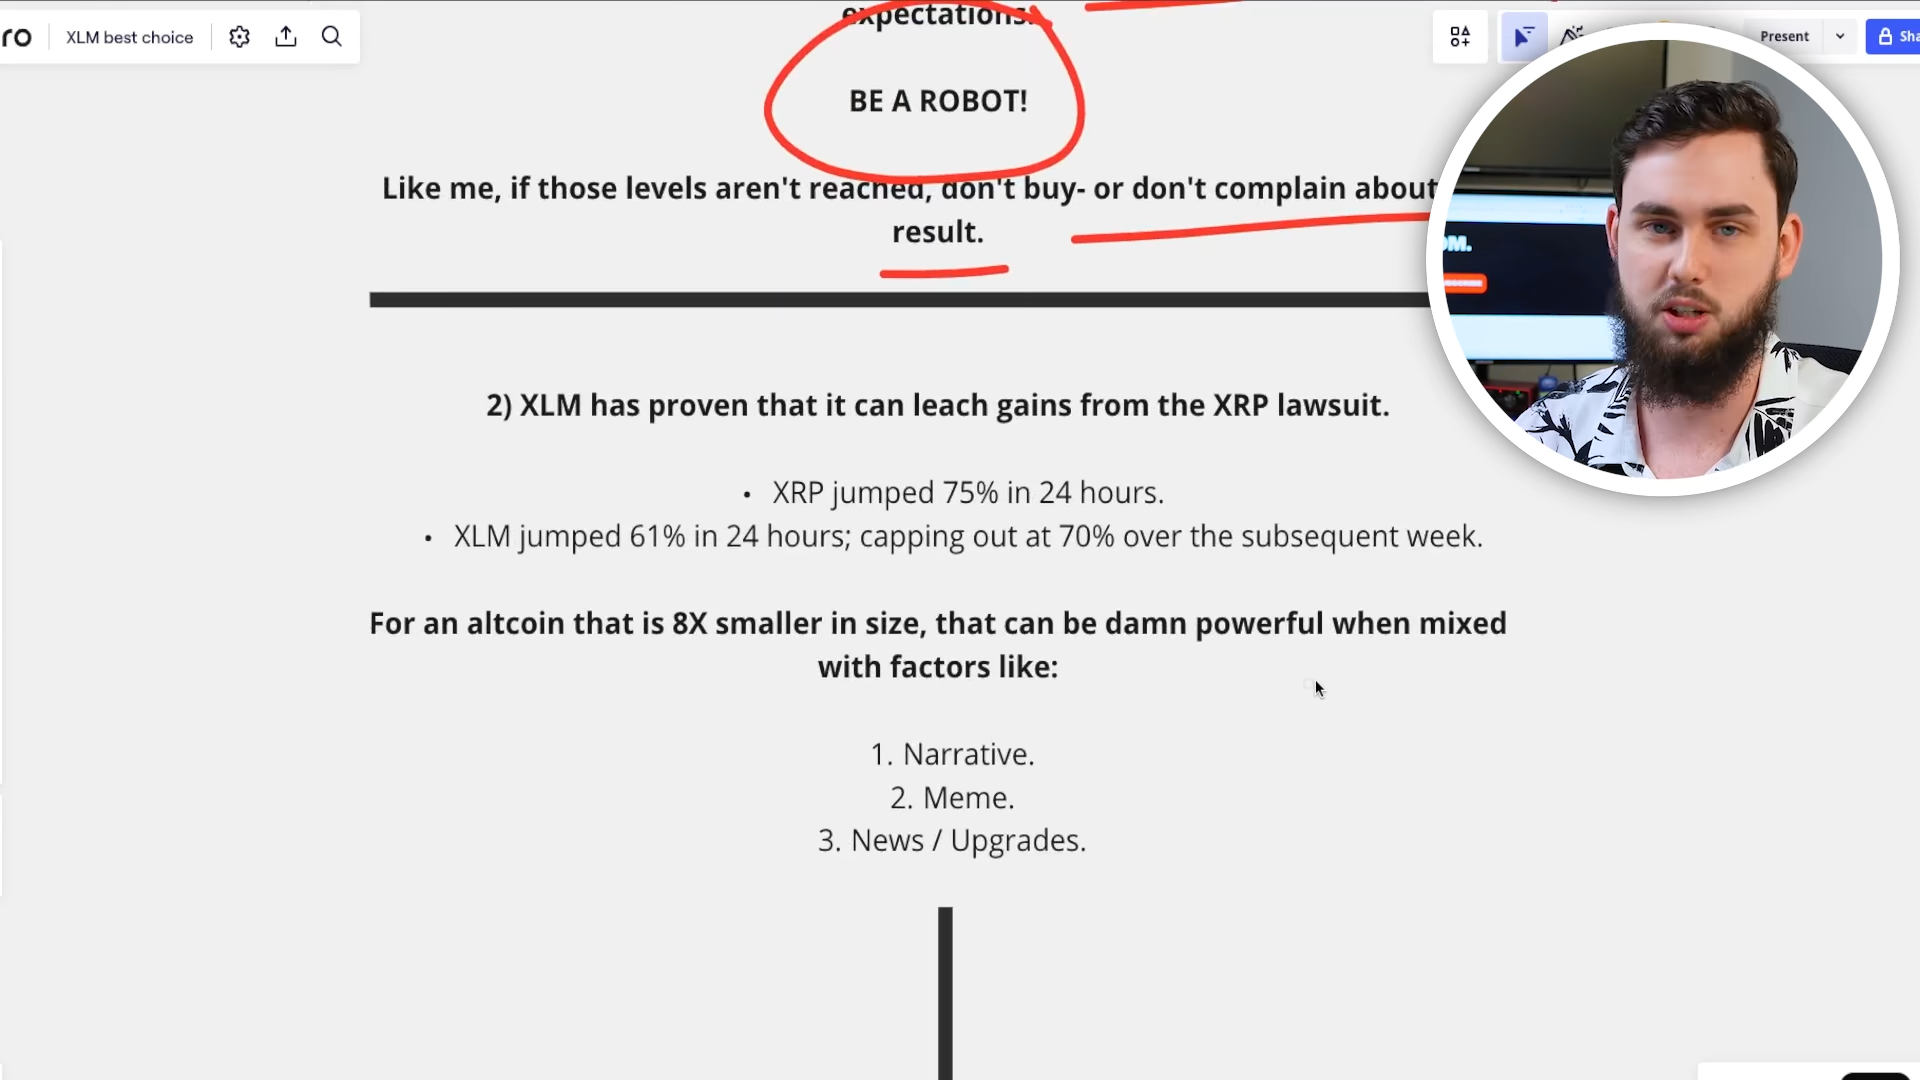 ro
XLM best choice
Present
Sha
expectations.
BE A ROBOT!
Like me, if those levels aren't reached, don't buy- or don't complain about
result.
OM.
2) XLM has proven that it can leach gains from the XRP lawsuit.
• XRP jumped 75% in 24 hours.
• XLM jumped 61% in 24 hours; capping out at 70% over the subsequent week.
For an altcoin that is 8X smaller in size, that can be damn powerful when mixed
with factors like:
1. Narrative.
2. Meme.
3. News / Upgrades.